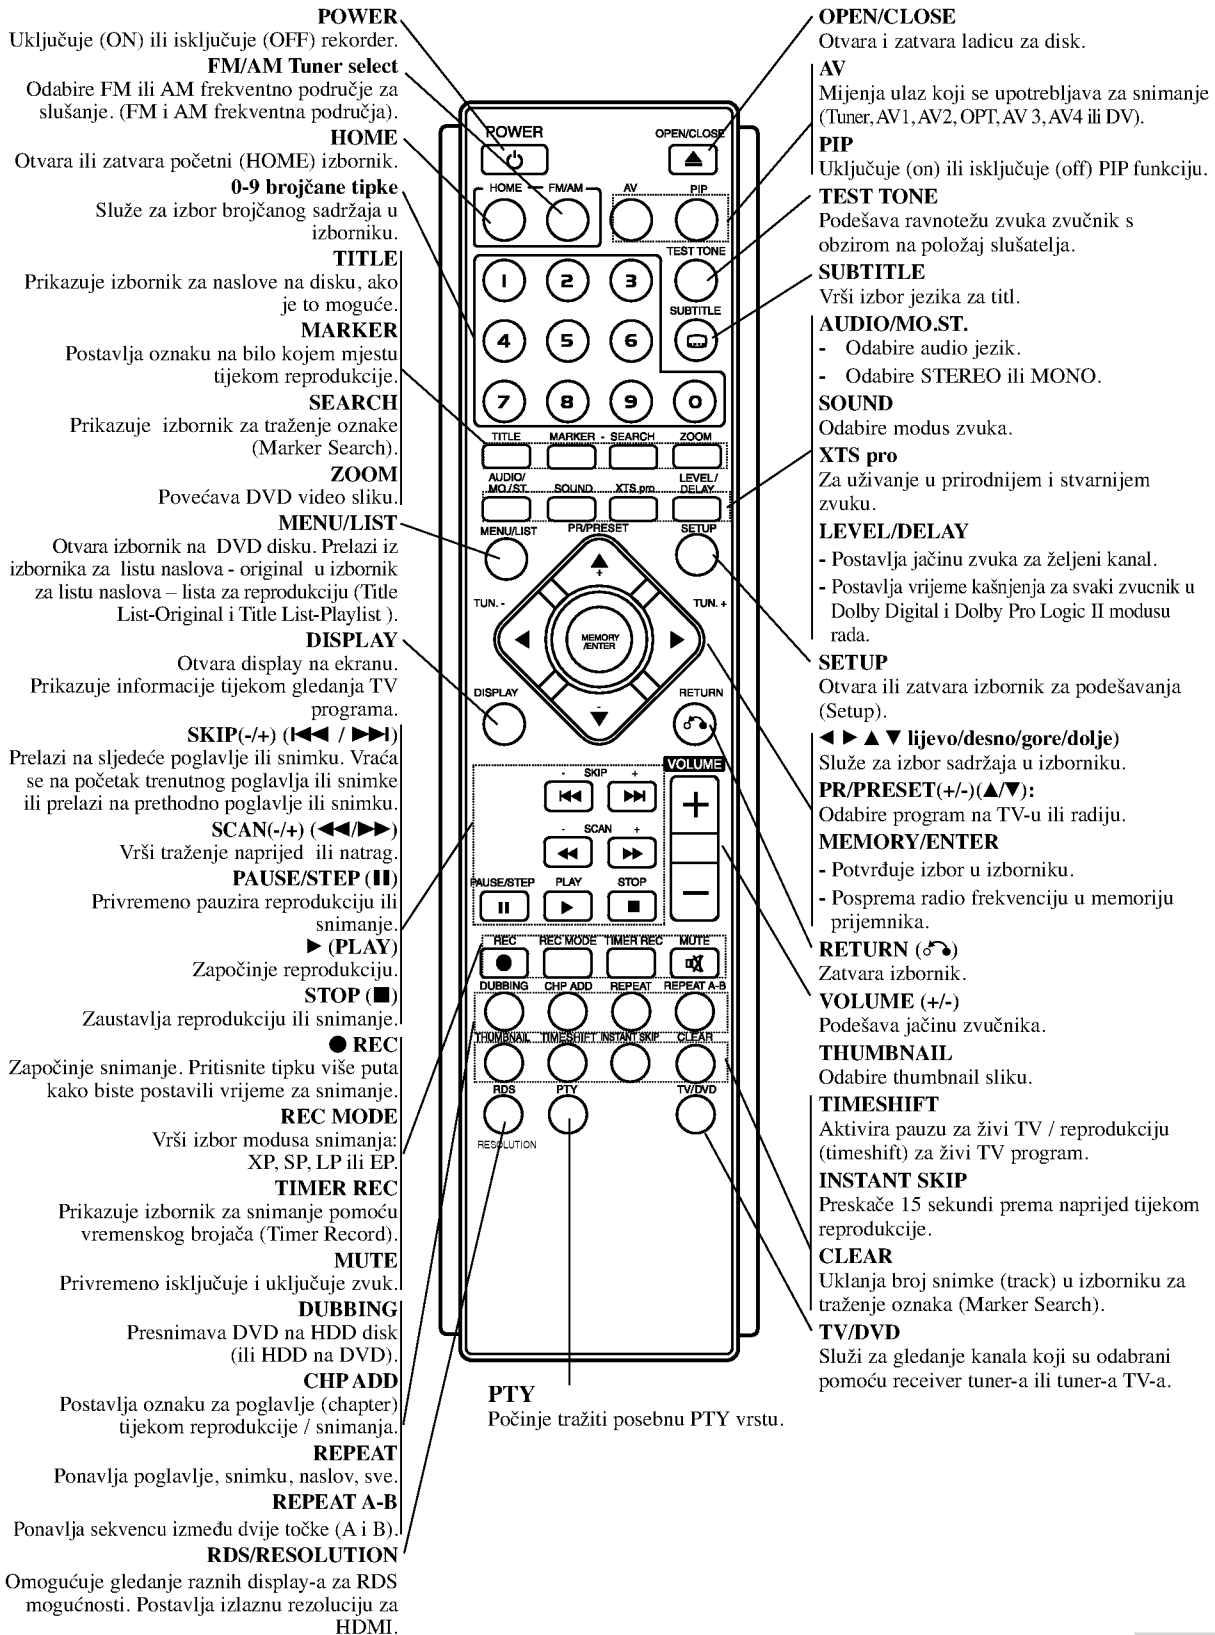 POWER
Uključuje (ON) ili isključuje (OFF) rekorder.
FM/AM Tuner select
Odabire FM ili AM frekventno područje za
slušanje. (FM i AM frekventna područja).
HOME
Otvara ili zatvara početni (HOME) izbornik.
0-9 brojčane tipke
Služe za izbor brojčanog sadržaja u
izborniku.
TITLE
Prikazuje izbornik za naslove na disku, ako
je to moguće.
MARKER
Postavlja oznaku na bilo kojem mjestu
tijekom reprodukcije.
SEARCH
Prikazuje izbornik za traženje oznake
(Marker Search).
ZOOM
Povećava DVD video sliku.
MENU/LIST
Otvara izbornik na DVD disku. Prelazi iz
izbornika za listu naslova - original u izbornik
za listu naslova – lista za reprodukciju (Title
List-Original i Title List-Playlist ).
DISPLAY
Otvara display na ekranu.
Prikazuje informacije tijekom gledanja TV
programa.
SKIP(-/+) (I◀◀ / ▶▶I)
Prelazi na sljedeće poglavlje ili snimku. Vraća
se na početak trenutnog poglavlja ili snimke
ili prelazi na prethodno poglavlje ili snimku.
SCAN(-/+) (◀◀/▶▶)
Vrši traženje naprijed ili natrag.
PAUSE/STEP (II)
Privremeno pauzira reprodukciju ili
snimanje.
▶ (PLAY)
Započinje reprodukciju.
STOP (■)
Zaustavlja reprodukciju ili snimanje.
● REC
Započinje snimanje. Pritisnite tipku više puta
kako biste postavili vrijeme za snimanje.
REC MODE
Vrši izbor modusa snimanja:
XP, SP, LP ili EP.
TIMER REC
Prikazuje izbornik za snimanje pomoću
vremenskog brojača (Timer Record).
MUTE
Privremeno isključuje i uključuje zvuk.
DUBBING
Presnimava DVD na HDD disk
(ili HDD na DVD).
CHP ADD
Postavlja oznaku za poglavlje (chapter)
tijekom reprodukcije / snimanja.
REPEAT
Ponavlja poglavlje, snimku, naslov, sve.
REPEAT A-B
Ponavlja sekvencu između dvije točke (A i B).
RDS/RESOLUTION
Omogućuje gledanje raznih display-a za RDS
mogućnosti. Postavlja izlaznu rezoluciju za
HDMI.
POWER OPEN/CLOSE
HOME FM/AM AV PIP
TEST TONE
1 2 3
SUBTITLE
4 5 6
7 8 9 0
TITLE MARKER - SEARCH ZOOM
AUDIO/ LEVEL /
MO./ST. SOUND XTS pro DELAY
MENU/LIST PR/PRESET SETUP
+
TUN. - TUN. +
MEMORY
/ENTER
DISPLAY - RETURN
VOLUME
- SKIP +
+
- SCAN +
PAUSE/STEP PLAY STOP
−
REC REC MODE TIMER REC MUTE
DUBBING CHP ADD REPEAT REPEAT A-B
THUMBNAIL TIMESHIFT INSTANT SKIP CLEAR
RDS PTY TV/DVD
RESOLUTION
PTY
Počinje tražiti posebnu PTY vrstu.
OPEN/CLOSE
Otvara i zatvara ladicu za disk.
AV
Mijenja ulaz koji se upotrebljava za snimanje
(Tuner, AV1, AV2, OPT, AV 3, AV4 ili DV).
PIP
Uključuje (on) ili isključuje (off) PIP funkciju.
TEST TONE
Podešava ravnotežu zvuka zvučnik s
obzirom na položaj slušatelja.
SUBTITLE
Vrši izbor jezika za titl.
AUDIO/MO.ST.
- Odabire audio jezik.
- Odabire STEREO ili MONO.
SOUND
Odabire modus zvuka.
XTS pro
Za uživanje u prirodnijem i stvarnijem
zvuku.
LEVEL/DELAY
- Postavlja jačinu zvuka za željeni kanal.
- Postavlja vrijeme kašnjenja za svaki zvucnik u
Dolby Digital i Dolby Pro Logic II modusu
rada.
SETUP
Otvara ili zatvara izbornik za podešavanja
(Setup).
◀ ▶ ▲ ▼ lijevo/desno/gore/dolje)
Služe za izbor sadržaja u izborniku.
PR/PRESET(+/-)(▲/▼):
Odabire program na TV-u ili radiju.
MEMORY/ENTER
- Potvrđuje izbor u izborniku.
- Posprema radio frekvenciju u memoriju
prijemnika.
RETURN ()
Zatvara izbornik.
VOLUME (+/-)
Podešava jačinu zvučnika.
THUMBNAIL
Odabire thumbnail sliku.
TIMESHIFT
Aktivira pauzu za živi TV / reprodukciju
(timeshift) za živi TV program.
INSTANT SKIP
Preskače 15 sekundi prema naprijed tijekom
reprodukcije.
CLEAR
Uklanja broj snimke (track) u izborniku za
traženje oznaka (Marker Search).
TV/DVD
Služi za gledanje kanala koji su odabrani
pomoću receiver tuner-a ili tuner-a TV-a.